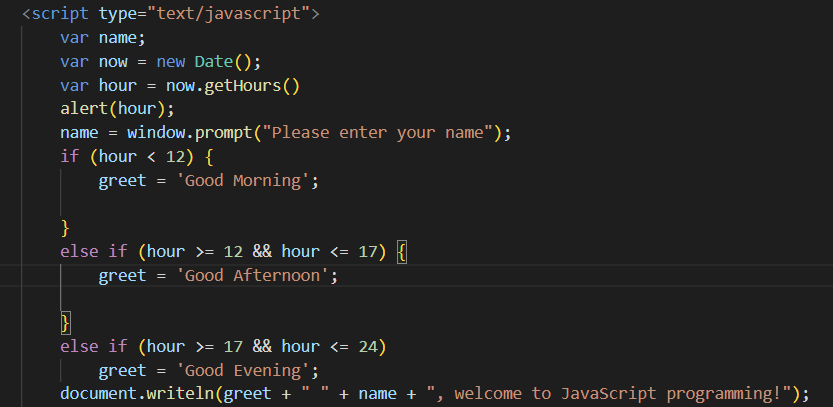 <script type="text/javascript">
var name;
var now = new Date();
var hour = now.getHours()
alert(hour);
name = window.prompt("Please enter your name");
if (hour < 12) {
greet = 'Good Morning';
}
else if (hour >= 12 && hour <= 17) {
greet = 'Good Afternoon';
}
else if (hour >= 17 && hour <= 24)
greet = 'Good Evening';
document.writeln(greet + " " + name + ", welcome to JavaScript programming!");